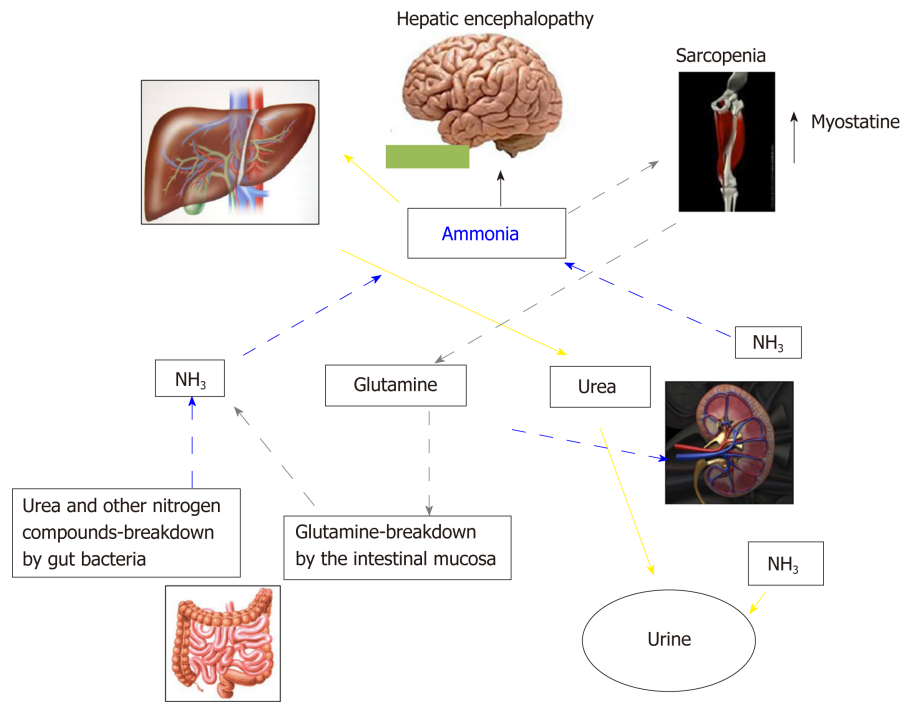 Hepatic encephalopathy
Sarcopenia
Myostatine
Ammonia
NH₃
NH₃
Glutamine
Urea
Urea and other nitrogen
compounds-breakdown
by gut bacteria
Glutamine-breakdown
by the intestinal mucosa
NH₃
Urine